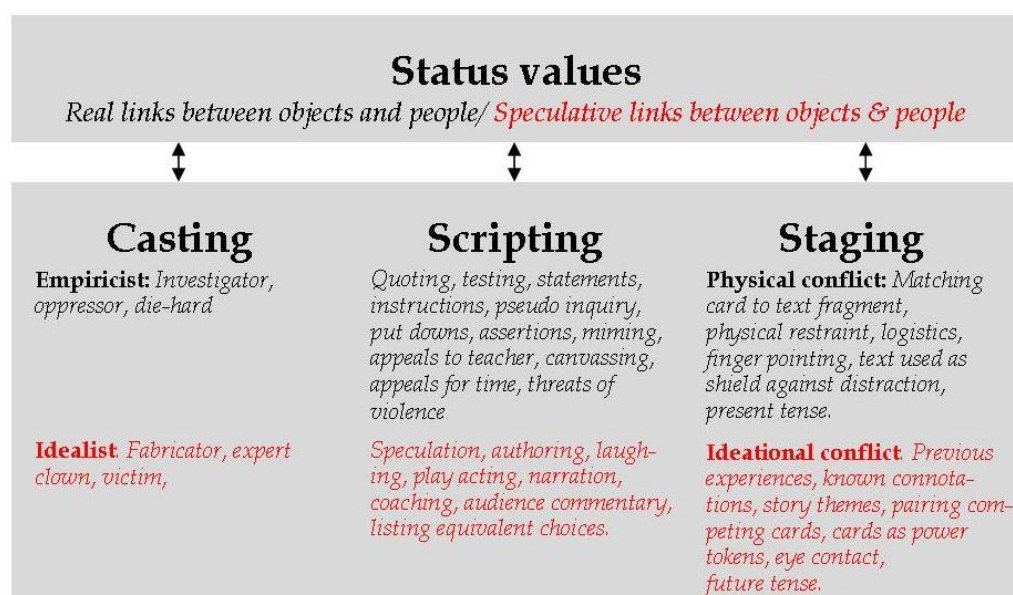 Status values
Real links between objects and people/ Speculative links between objects & people
Casting
Empiricist: Investigator,
oppressor, die-hard
Idealist. Fabricator, expert
clown, victim,
Scripting
Quoting, testing, statements,
instructions, pseudo inquiry,
put downs, assertions, miming,
appeals to teacher, canvassing,
appeals for time, threats of
violence
Speculation, authoring, laugh-
ing, play acting, narration,
coaching, audience commentary,
listing equivalent choices.
Staging
Physical conflict: Matching
card to text fragment,
physical restraint, logistics,
finger pointing, text used as
shield against distraction,
present tense.
Ideational conflict. Previous
experiences, known connota-
tions, story themes, pairing com-
peting cards, cards as power
tokens, eye contact,
future tense.